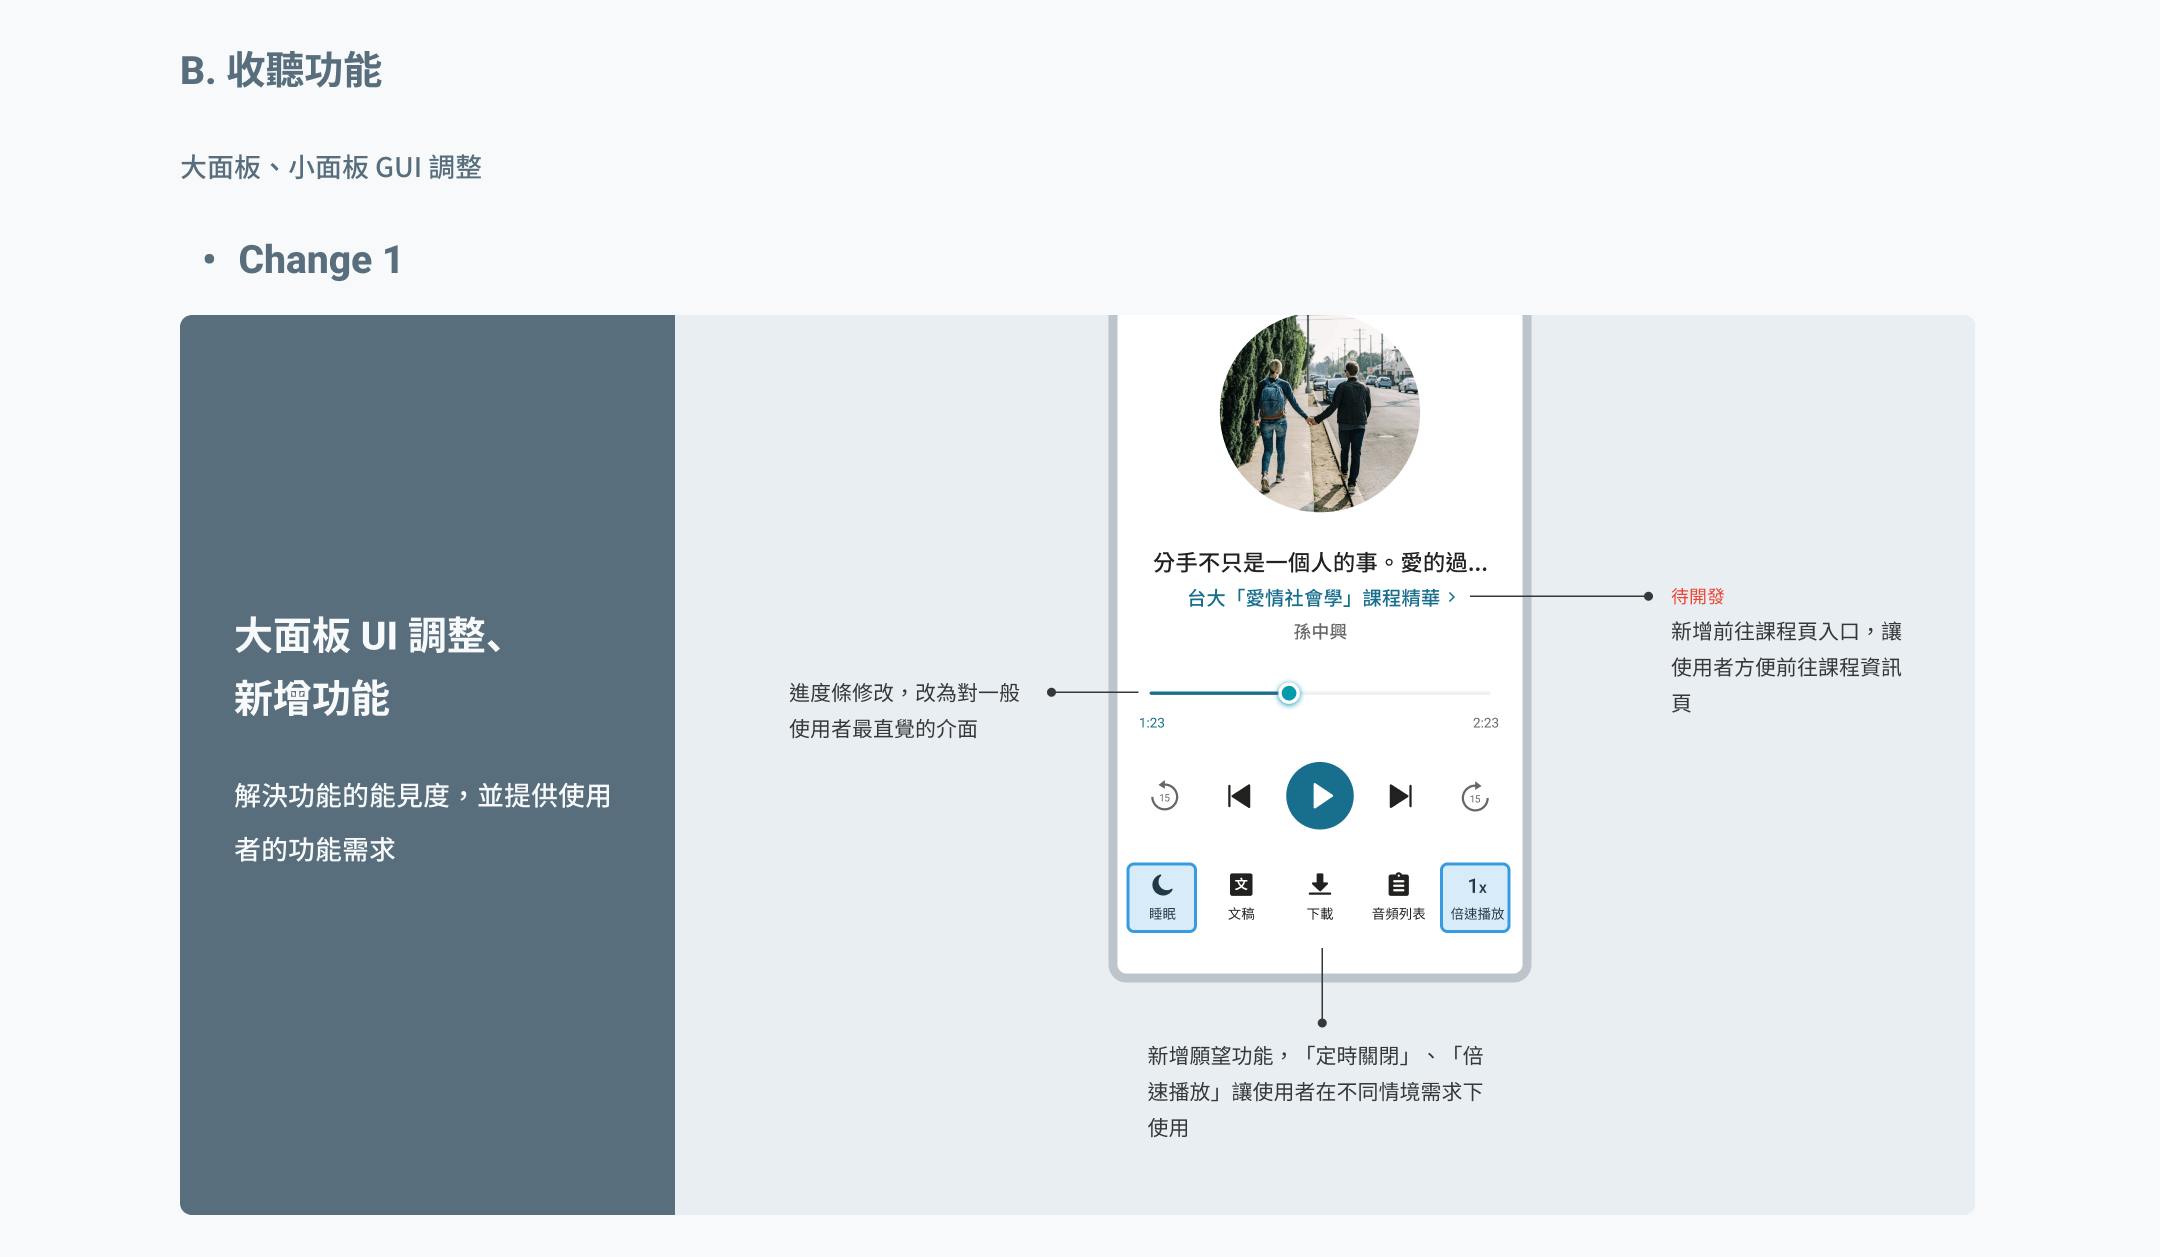 B. 收聽功能
大面板、小面板 GUI 調整
• Change 1
大面板 UI 調整、
新增功能
解決功能的能見度，並提供使用
者的功能需求
分手不只是一個人的事。愛的過...
台大「愛情社會學」課程精華 >
孫中興
待開發
新增前往課程頁入口，讓
使用者方便前往課程資訊
頁
進度條修改，改為對一般
使用者最直覺的介面
1:23
2:23
15
15
文
1x
睡眠
文稿
下載
音頻列表
倍速播放
新增願望功能，「定時關閉」、「倍
速播放」讓使用者在不同情境需求下
使用